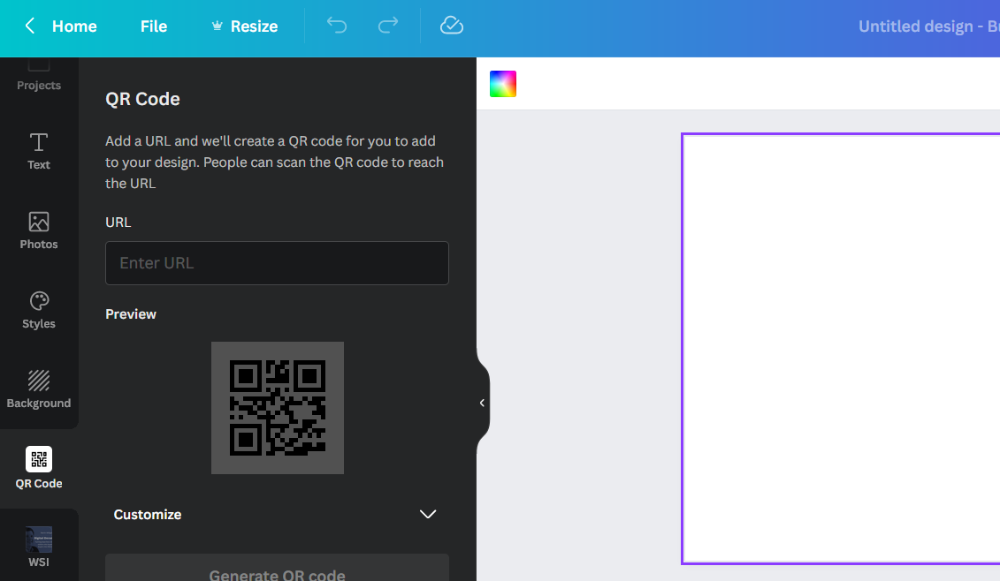 Home
File
Resize
Untitled design -
Projects
Text
Photos
Styles
Background
QR Code
WSI
QR Code
Add a URL and we'll create a QR code for you to add
to your design. People can scan the QR code to reach
the URL
URL
Enter URL
Preview
Customize
Generate QR code